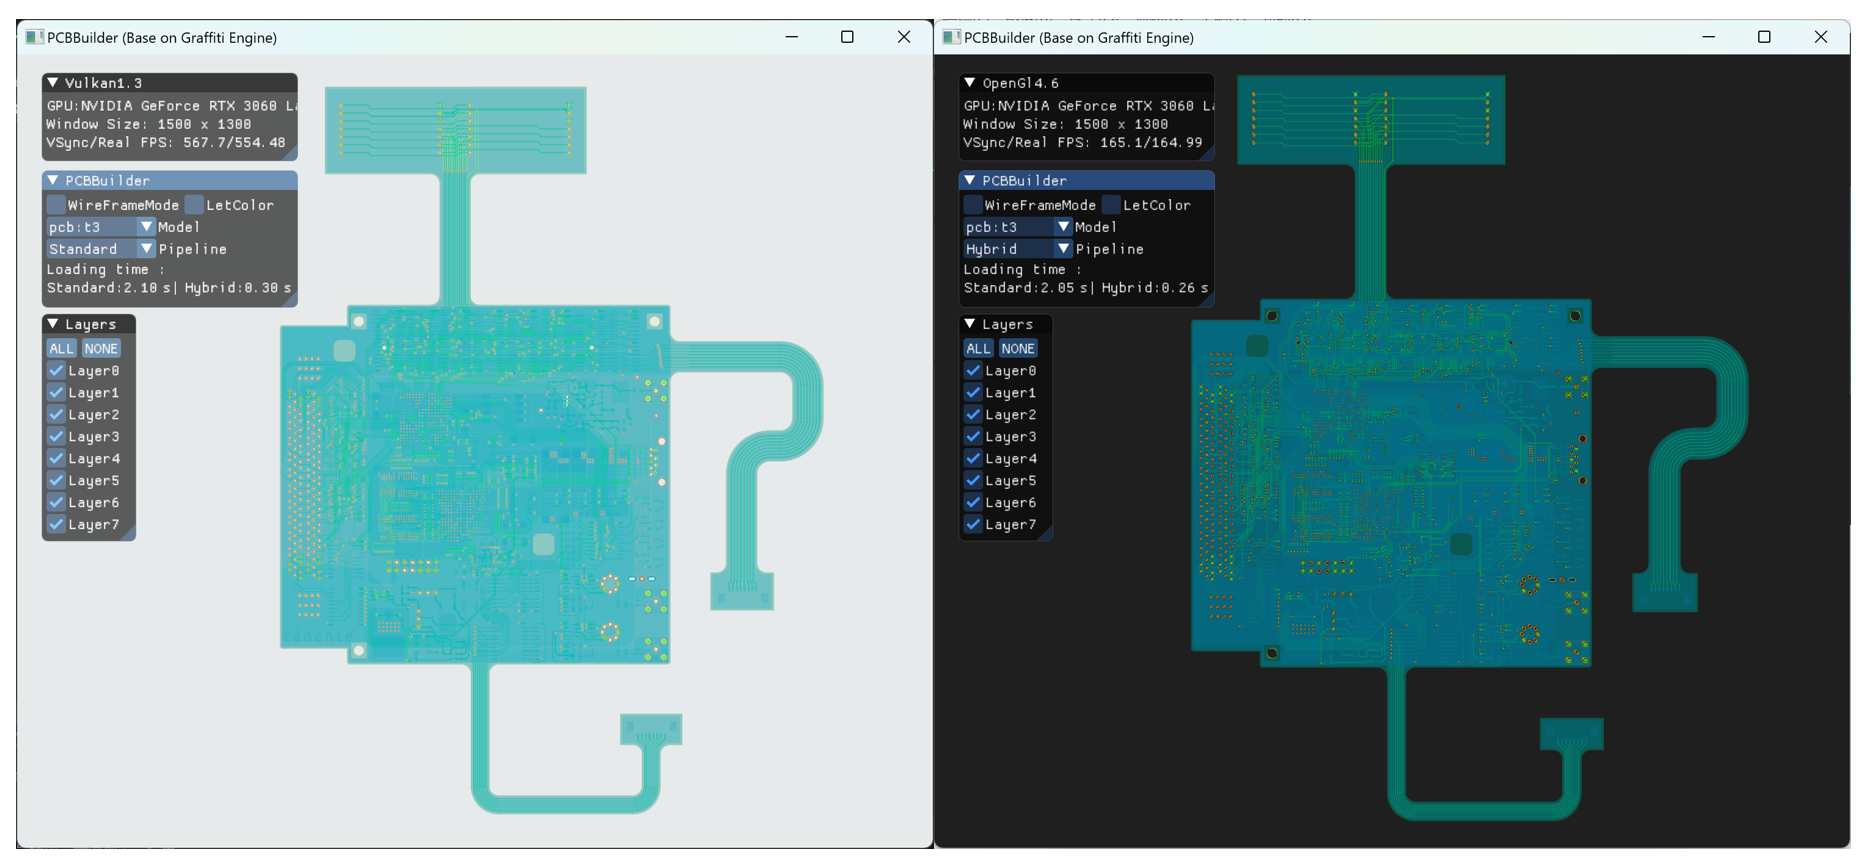 PCBBuilder (Base on Graffiti Engine)
Vulkan1.3
GPU:NVIDIA GeForce RTX 3060 La
Window Size: 1500 x 1300
VSync/Real FPS: 567.7/554.48
PCBBuilder
WireFrameMode LetColor
pcb:t3 Model
Standard Pipeline
Loading time :
Standard:2.10 s| Hybrid:0.30 s
Layers
ALL NONE
Layer0
Layer1
Layer2
Layer3
Layer4
Layer5
Layer6
Layer7
cadence
PCBBuilder (Base on Graffiti Engine)
OpenGl4.6
GPU:NVIDIA GeForce RTX 3060 La
Window Size: 1500 x 1300
VSync/Real FPS: 165.1/164.99
PCBBuilder
WireFrameMode LetColor
pcb:t3 Model
Hybrid Pipeline
Loading time :
Standard:2.05 s| Hybrid:0.26 s
Layers
ALL NONE
Layer0
Layer1
Layer2
Layer3
Layer4
Layer5
Layer6
Layer7